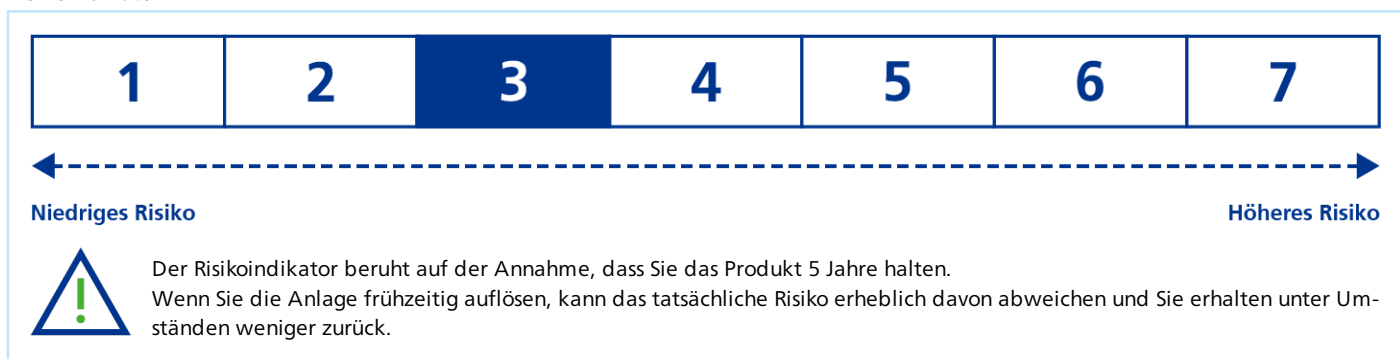 1 2 3 4 5 6 7
Niedriges Risiko Höheres Risiko
Der Risikoindikator beruht auf der Annahme, dass Sie das Produkt 5 Jahre halten.
Wenn Sie die Anlage frühzeitig auflösen, kann das tatsächliche Risiko erheblich davon abweichen und Sie erhalten unter Um-
ständen weniger zurück.